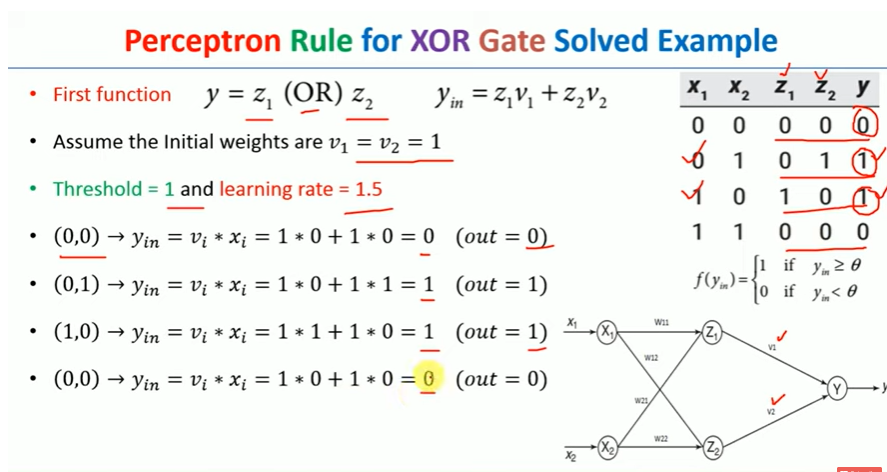 Perceptron Rule for XOR Gate Solved Example
• First function y = z₁ (OR) z₂ yᵢₙ = z₁v₁ + z₂v₂
• Assume the Initial weights are v₁ = v₂ = 1
• Threshold = 1 and learning rate = 1.5
• (0,0) → yᵢₙ = vᵢ * xᵢ = 1 * 0 + 1 * 0 = 0 (out = 0)
• (0,1) → yᵢₙ = vᵢ * xᵢ = 1 * 0 + 1 * 1 = 1 (out = 1)
• (1,0) → yᵢₙ = vᵢ * xᵢ = 1 * 1 + 1 * 0 = 1 (out = 1)
• (0,0) → yᵢₙ = vᵢ * xᵢ = 1 * 0 + 1 * 0 = 0 (out = 0)
X₁ X₂ Z₁ Z₂ y
0 0 0 0 0
0 1 0 1 1
1 0 1 0 1
1 1 0 0 0
f(yᵢₙ) = {1 if yᵢₙ ≥ θ
0 if yᵢₙ < θ
X₁ X₁ W11 Z₁
V1
W12
Y y
W21
V2
X₂ X₂ W22 Z₂